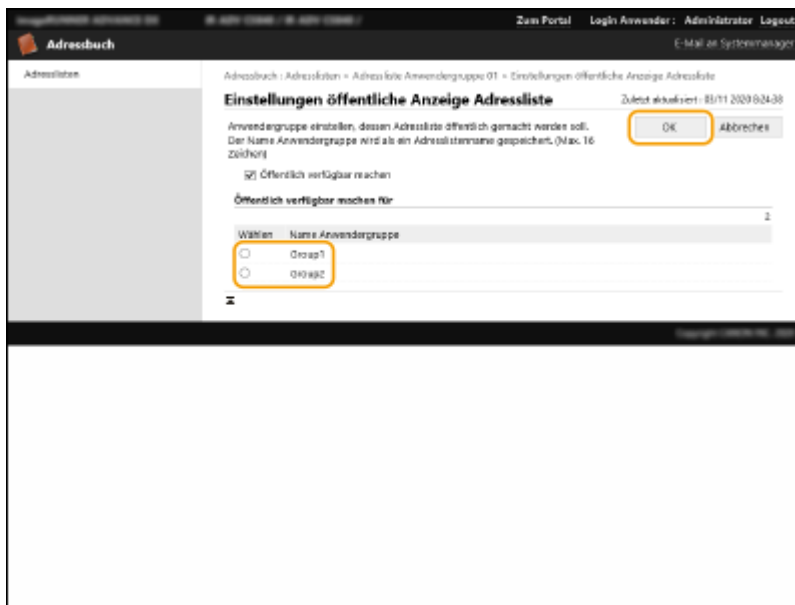 Zum Portal Login Anwender: Administrator Logout
Adressbuch E-Mail an Systemmanager
Adresslisten
Adressbuch : Adresslisten > Adressliste Anwendergruppe 01 > Einstellungen öffentliche Anzeige Adressliste
Einstellungen öffentliche Anzeige Adressliste
Zuletzt aktualisiert : 03/11 2020 8:24:38
Anwendergruppe einstellen, dessen Adressliste öffentlich gemacht werden soll.
Der Name Anwendergruppe wird als ein Adresslistenname gespeichert. (Max. 16
Zeichen)
OK Abbrechen
Öffentlich verfügbar machen
Öffentlich verfügbar machen für
2
Wählen Name Anwendergruppe
Group1
Group2